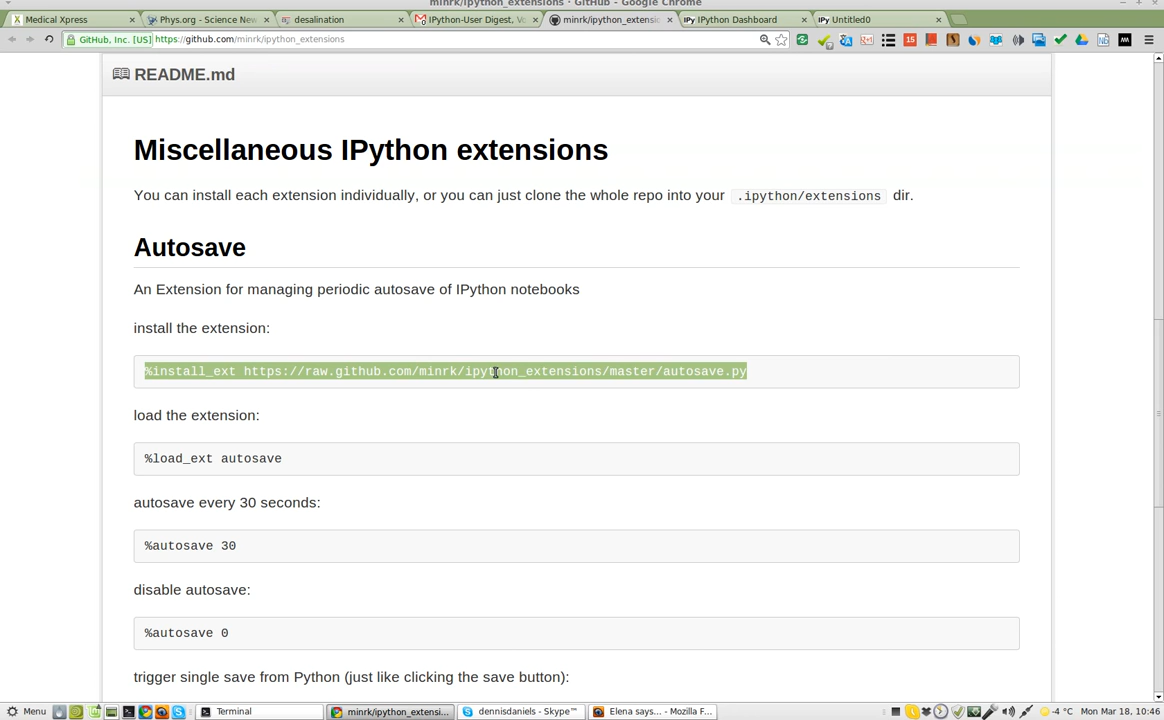 minrk/ipython_extensions · GitHub - Google Chrome
Medical Xpress
Phys.org - Science New
desalination
IPython-User Digest, Vo
minrk/ipython_extensio
IPython Dashboard
Untitled0
GitHub, Inc. [US] https://github.com/minrk/ipython_extensions
README.md
Miscellaneous IPython extensions
You can install each extension individually, or you can just clone the whole repo into your .ipython/extensions dir.
Autosave
An Extension for managing periodic autosave of IPython notebooks
install the extension:
%install_ext https://raw.github.com/minrk/ipython_extensions/master/autosave.py
load the extension:
%load_ext autosave
autosave every 30 seconds:
%autosave 30
disable autosave:
%autosave 0
trigger single save from Python (just like clicking the save button):
Menu
Terminal
minrk/ipython_extensi...
dennisdaniels - Skype™
Elena says... - Mozilla F...
-4 °C
Mon Mar 18, 10:46